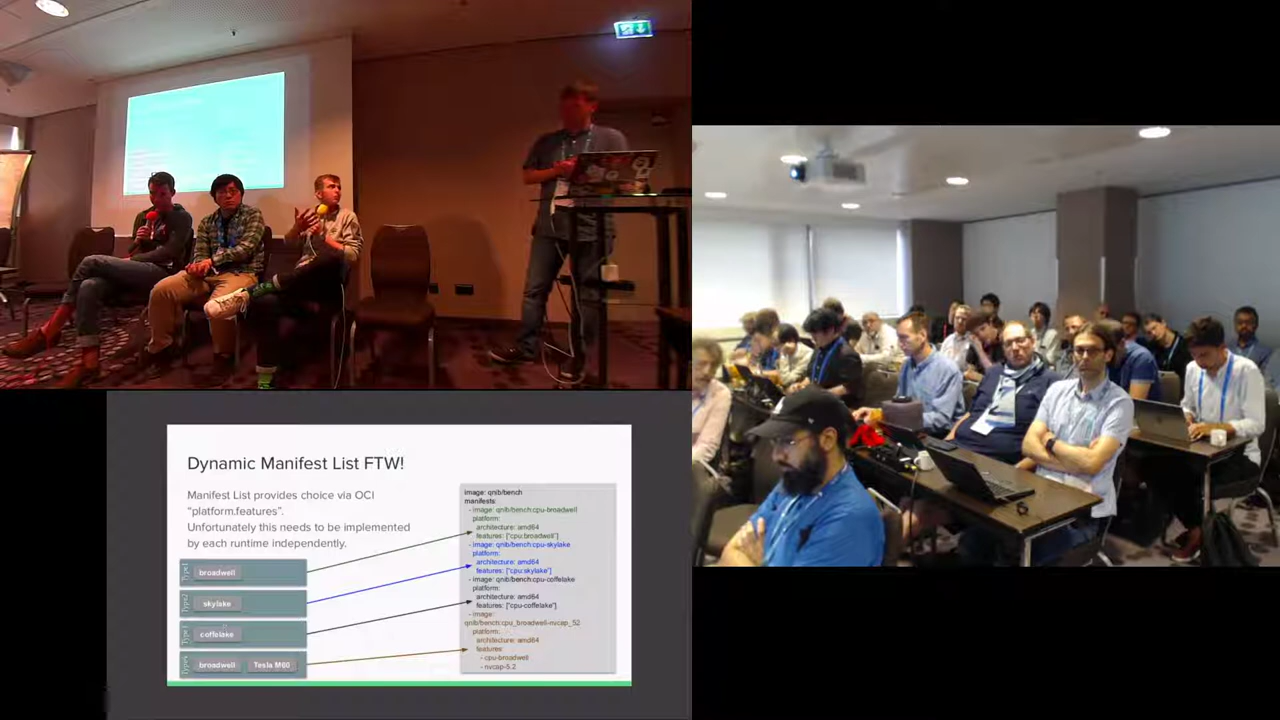 Dynamic Manifest List FTW!
Manifest List provides choice via OCI
"platform.features".
Unfortunately this needs to be implemented
by each runtime independently.
broadwell
skylake
coffelake
broadwell Tesla M60
image: qnib/bench
manifests:
- image: qnib/bench:cpu-broadwell
platform:
architecture: amd64
features: ["cpu:broadwell"]
- image: qnib/bench:cpu-skylake
platform:
architecture: amd64
features: ["cpu:skylake"]
- image: qnib/bench:cpu-coffelake
platform:
architecture: amd64
features: ["cpu-coffelake"]
- image:
qnib/bench:cpu_broadwell-nvcap_52
platform:
architecture: amd64
features:
- cpu-broadwell
- nvcap-5.2